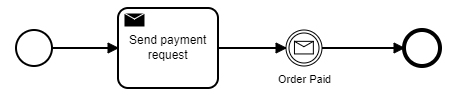 Send payment
request
Order Paid